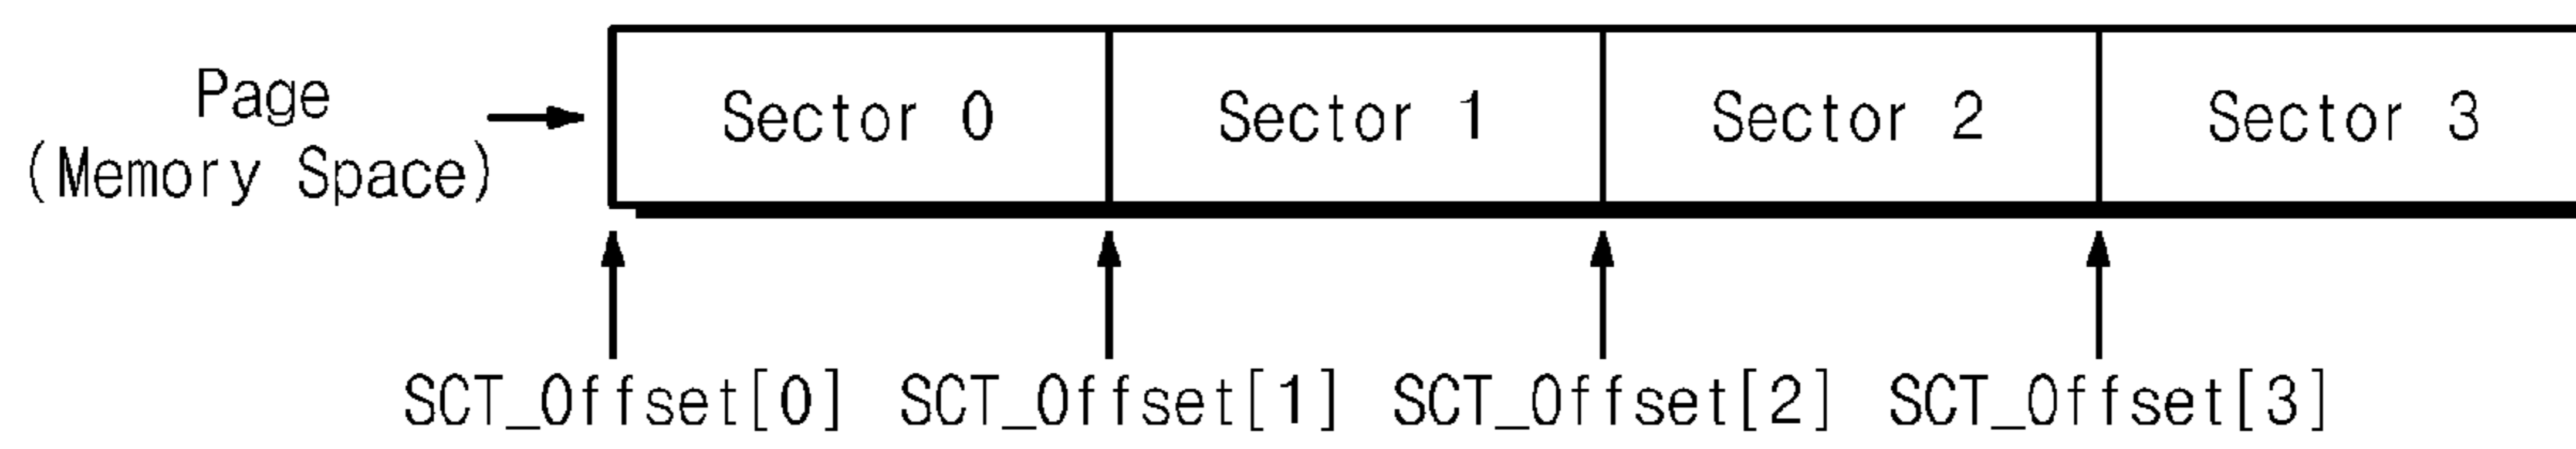 Page
(Memory Space)
Sector 0
Sector 1
Sector 2
Sector 3
SCT_Offset[0]
SCT_Offset[1]
SCT_Offset[2]
SCT_Offset[3]